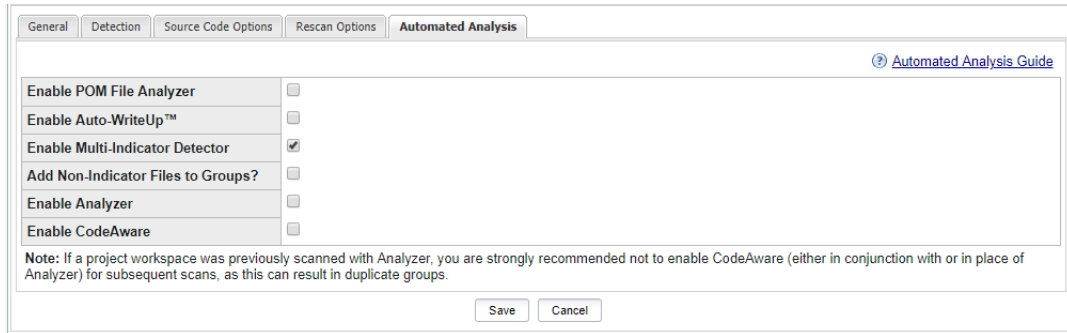 General Detection Source Code Options Rescan Options Automated Analysis
Automated Analysis Guide
Enable POM File Analyzer
Enable Auto-WriteUp™
Enable Multi-Indicator Detector
Add Non-Indicator Files to Groups?
Enable Analyzer
Enable CodeAware
Note: If a project workspace was previously scanned with Analyzer, you are strongly recommended not to enable CodeAware (either in conjunction with or in place of
Analyzer) for subsequent scans, as this can result in duplicate groups.
Save Cancel